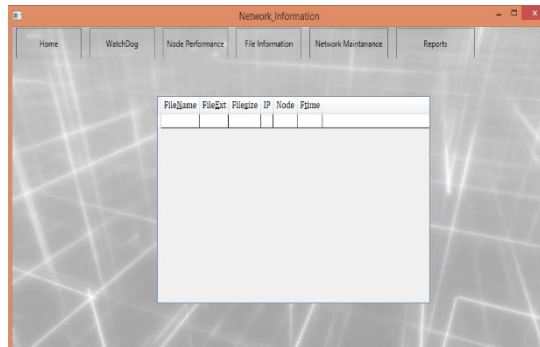 Network_Information
Home WatchDog Node Performance File Information Network Maintanance Reports
FileName FileExt Filesize IP Node Ftime